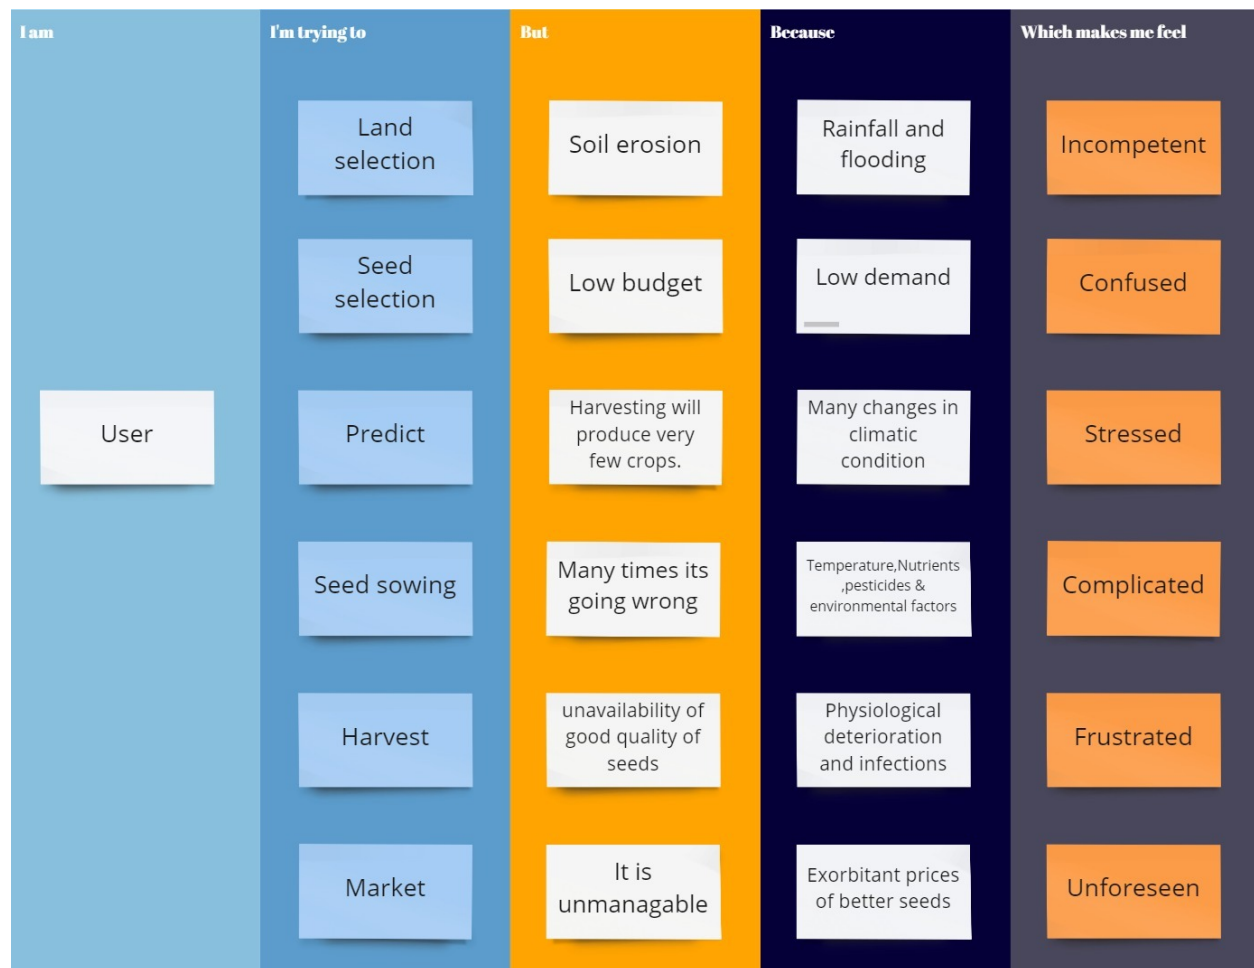 I am
I'm trying to
But
Because
Which makes me feel
Land
selection
Soil erosion
Rainfall and
flooding
Incompetent
Seed
selection
Low budget
Low demand
Confused
User
Predict
Harvesting will
produce very
few crops.
Many changes in
climatic
condition
Stressed
Seed sowing
Many times its
going wrong
Temperature,Nutrients
,pesticides &
environmental factors
Complicated
Harvest
unavailability of
good quality of
seeds
Physiological
deterioration
and infections
Frustrated
Market
It is
unmanagable
Exorbitant prices
of better seeds
Unforeseen